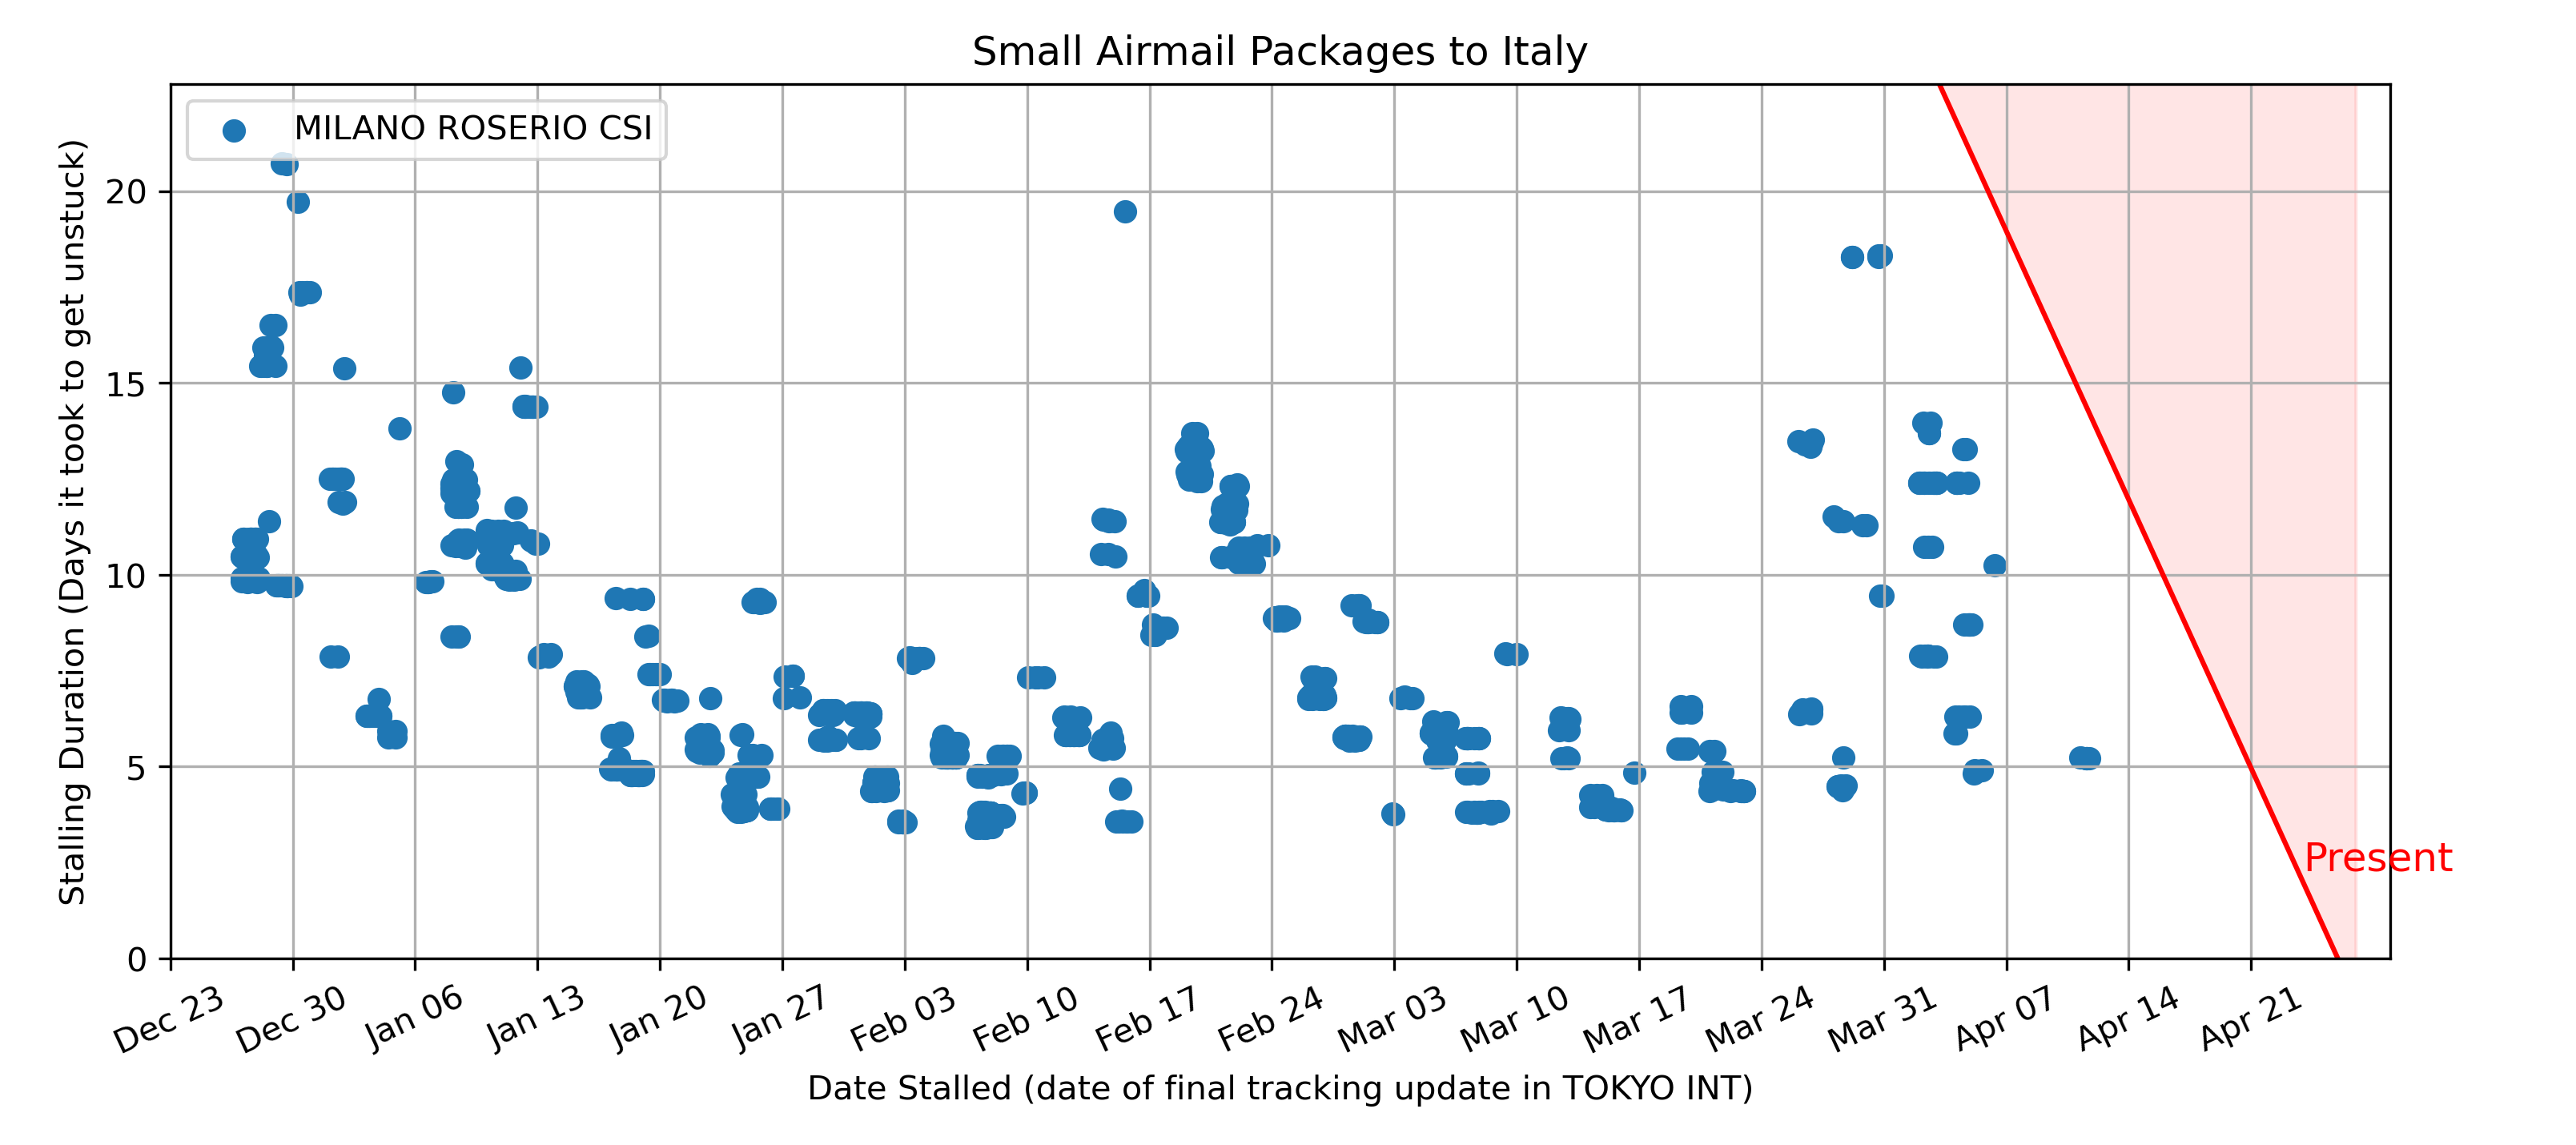 Small Airmail Packages to Italy
MILANO ROSERIO CSI
Stalling Duration (Days it took to get unstuck)
20
15
10
5
0
Present
Dec 23
Dec 30
Jan 06
Jan 13
Jan 20
Jan 27
Feb 03
Feb 10
Feb 17
Feb 24
Mar 03
Mar 10
Mar 17
Mar 24
Mar 31
Apr 07
Apr 14
Apr 21
Date Stalled (date of final tracking update in TOKYO INT)